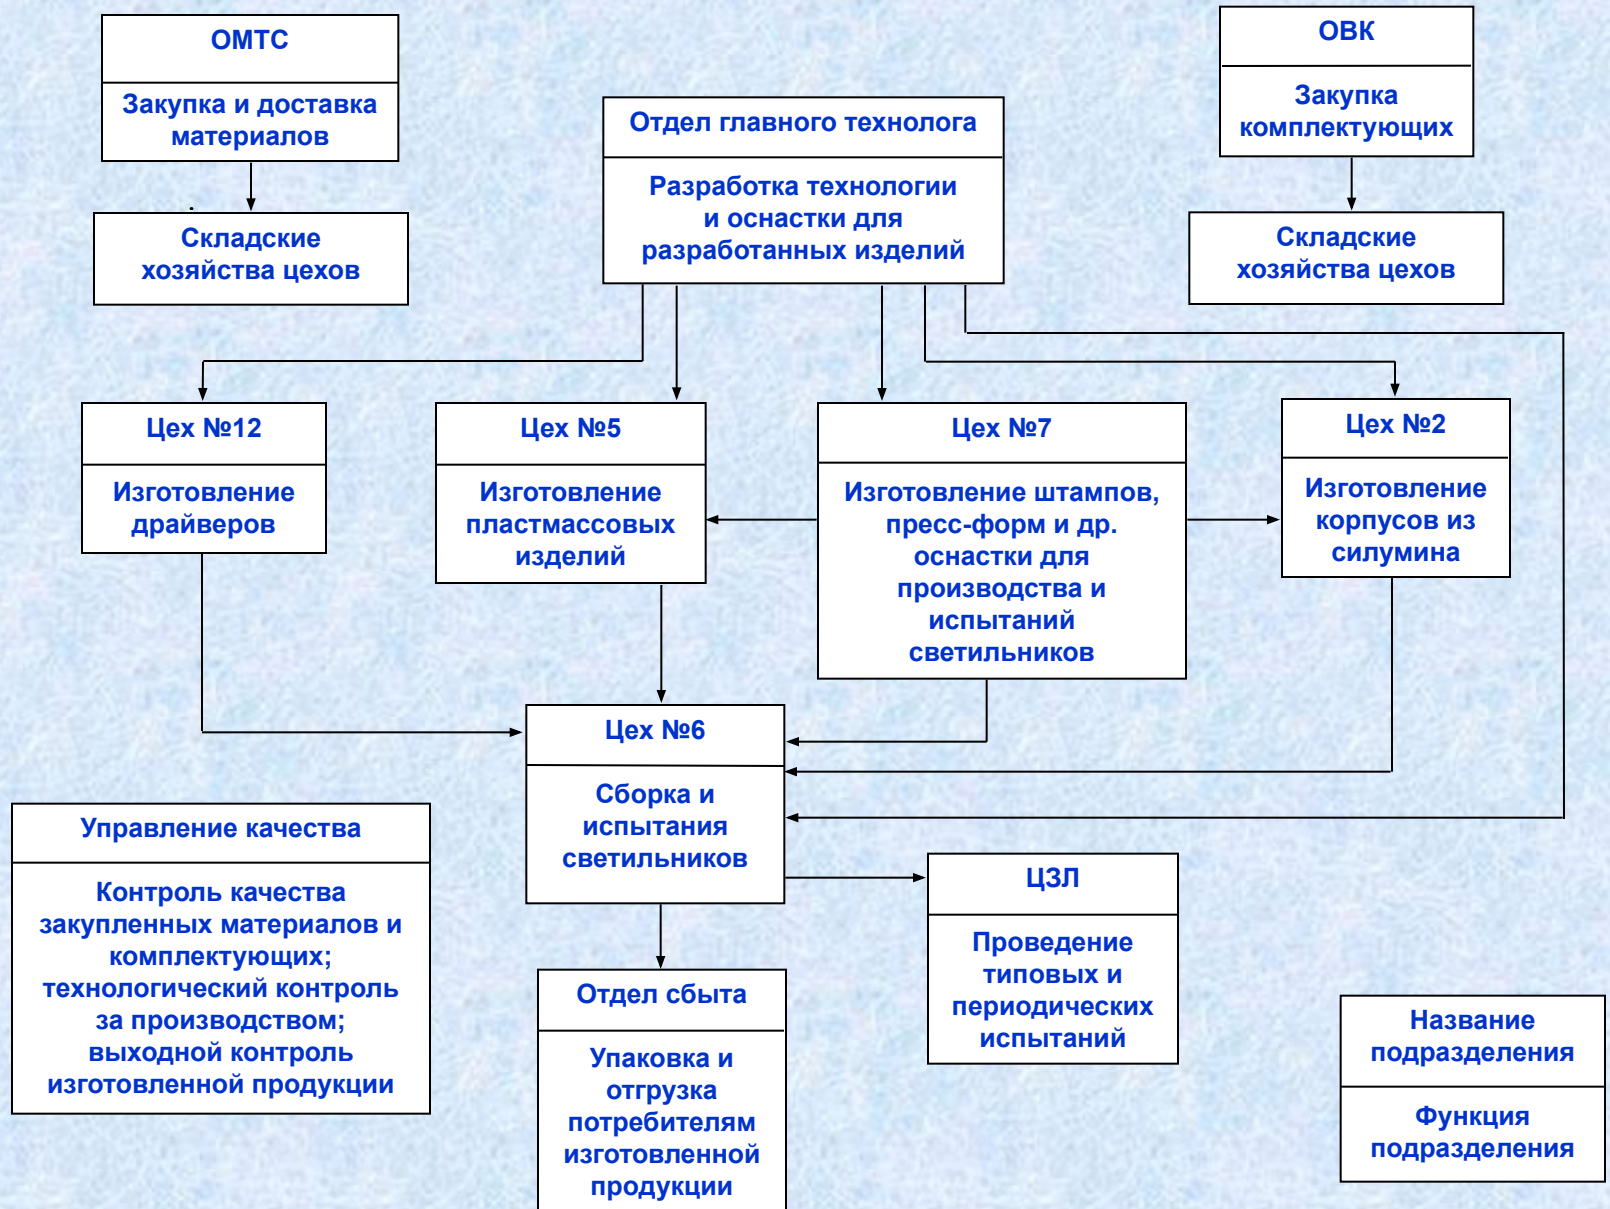 ОМТС
Закупка и доставка
материалов
Складские
хозяйства цехов
Отдел главного технолога
Разработка технологии
и оснастки для
разработанных изделий
ОВК
Закупка
комплектующих
Складские
хозяйства цехов
Цех №12
Изготовление
драйверов
Цех №5
Изготовление
пластмассовых
изделий
Цех №7
Изготовление штампов,
пресс-форм и др.
оснастки для
производства и
испытаний
светильников
Цех №2
Изготовление
корпусов из
силумина
Цех №6
Сборка и
испытания
светильников
Управление качества
Контроль качества
закупленных материалов и
комплектующих;
технологический контроль
за производством;
выходной контроль
изготовленной продукции
ЦЗЛ
Проведение
типовых и
периодических
испытаний
Отдел сбыта
Упаковка и
отгрузка
потребителям
изготовленной
продукции
Название
подразделения
Функция
подразделения